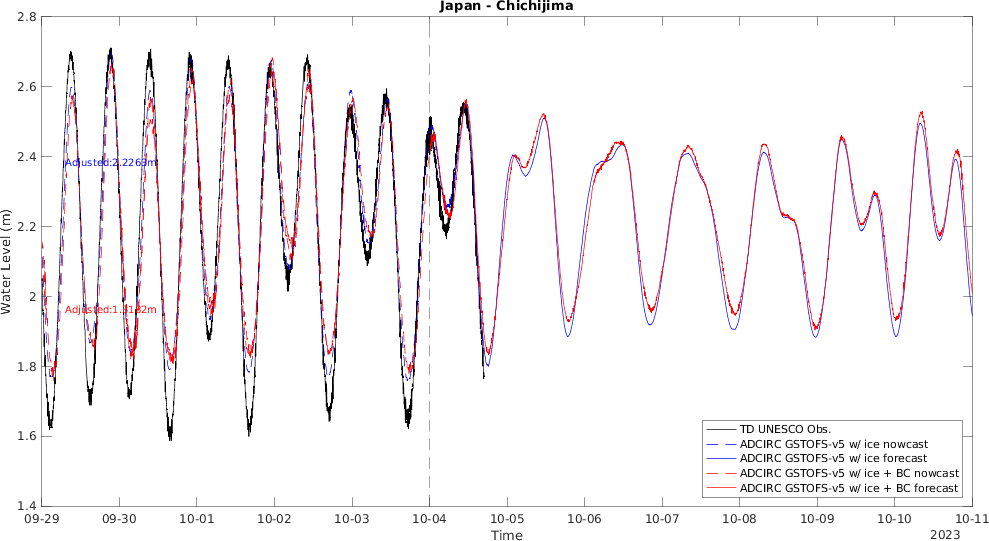 Japan - Chichijima
Water Level (m)
2.8
2.6
2.4
2.2
2
1.8
1.6
1.4
Adjusted:2.2263m
TD UNESCO Obs.
ADCIRC GSTOFS-v5 w/ ice nowcast
ADCIRC GSTOFS-v5 w/ ice forecast
ADCIRC GSTOFS-v5 w/ ice + BC nowcast
ADCIRC GSTOFS-v5 w/ ice + BC forecast
09-29 09-30 10-01 10-02 10-03 10-04 10-05 10-06 10-07 10-08 10-09 10-10 10-11
Time
2023